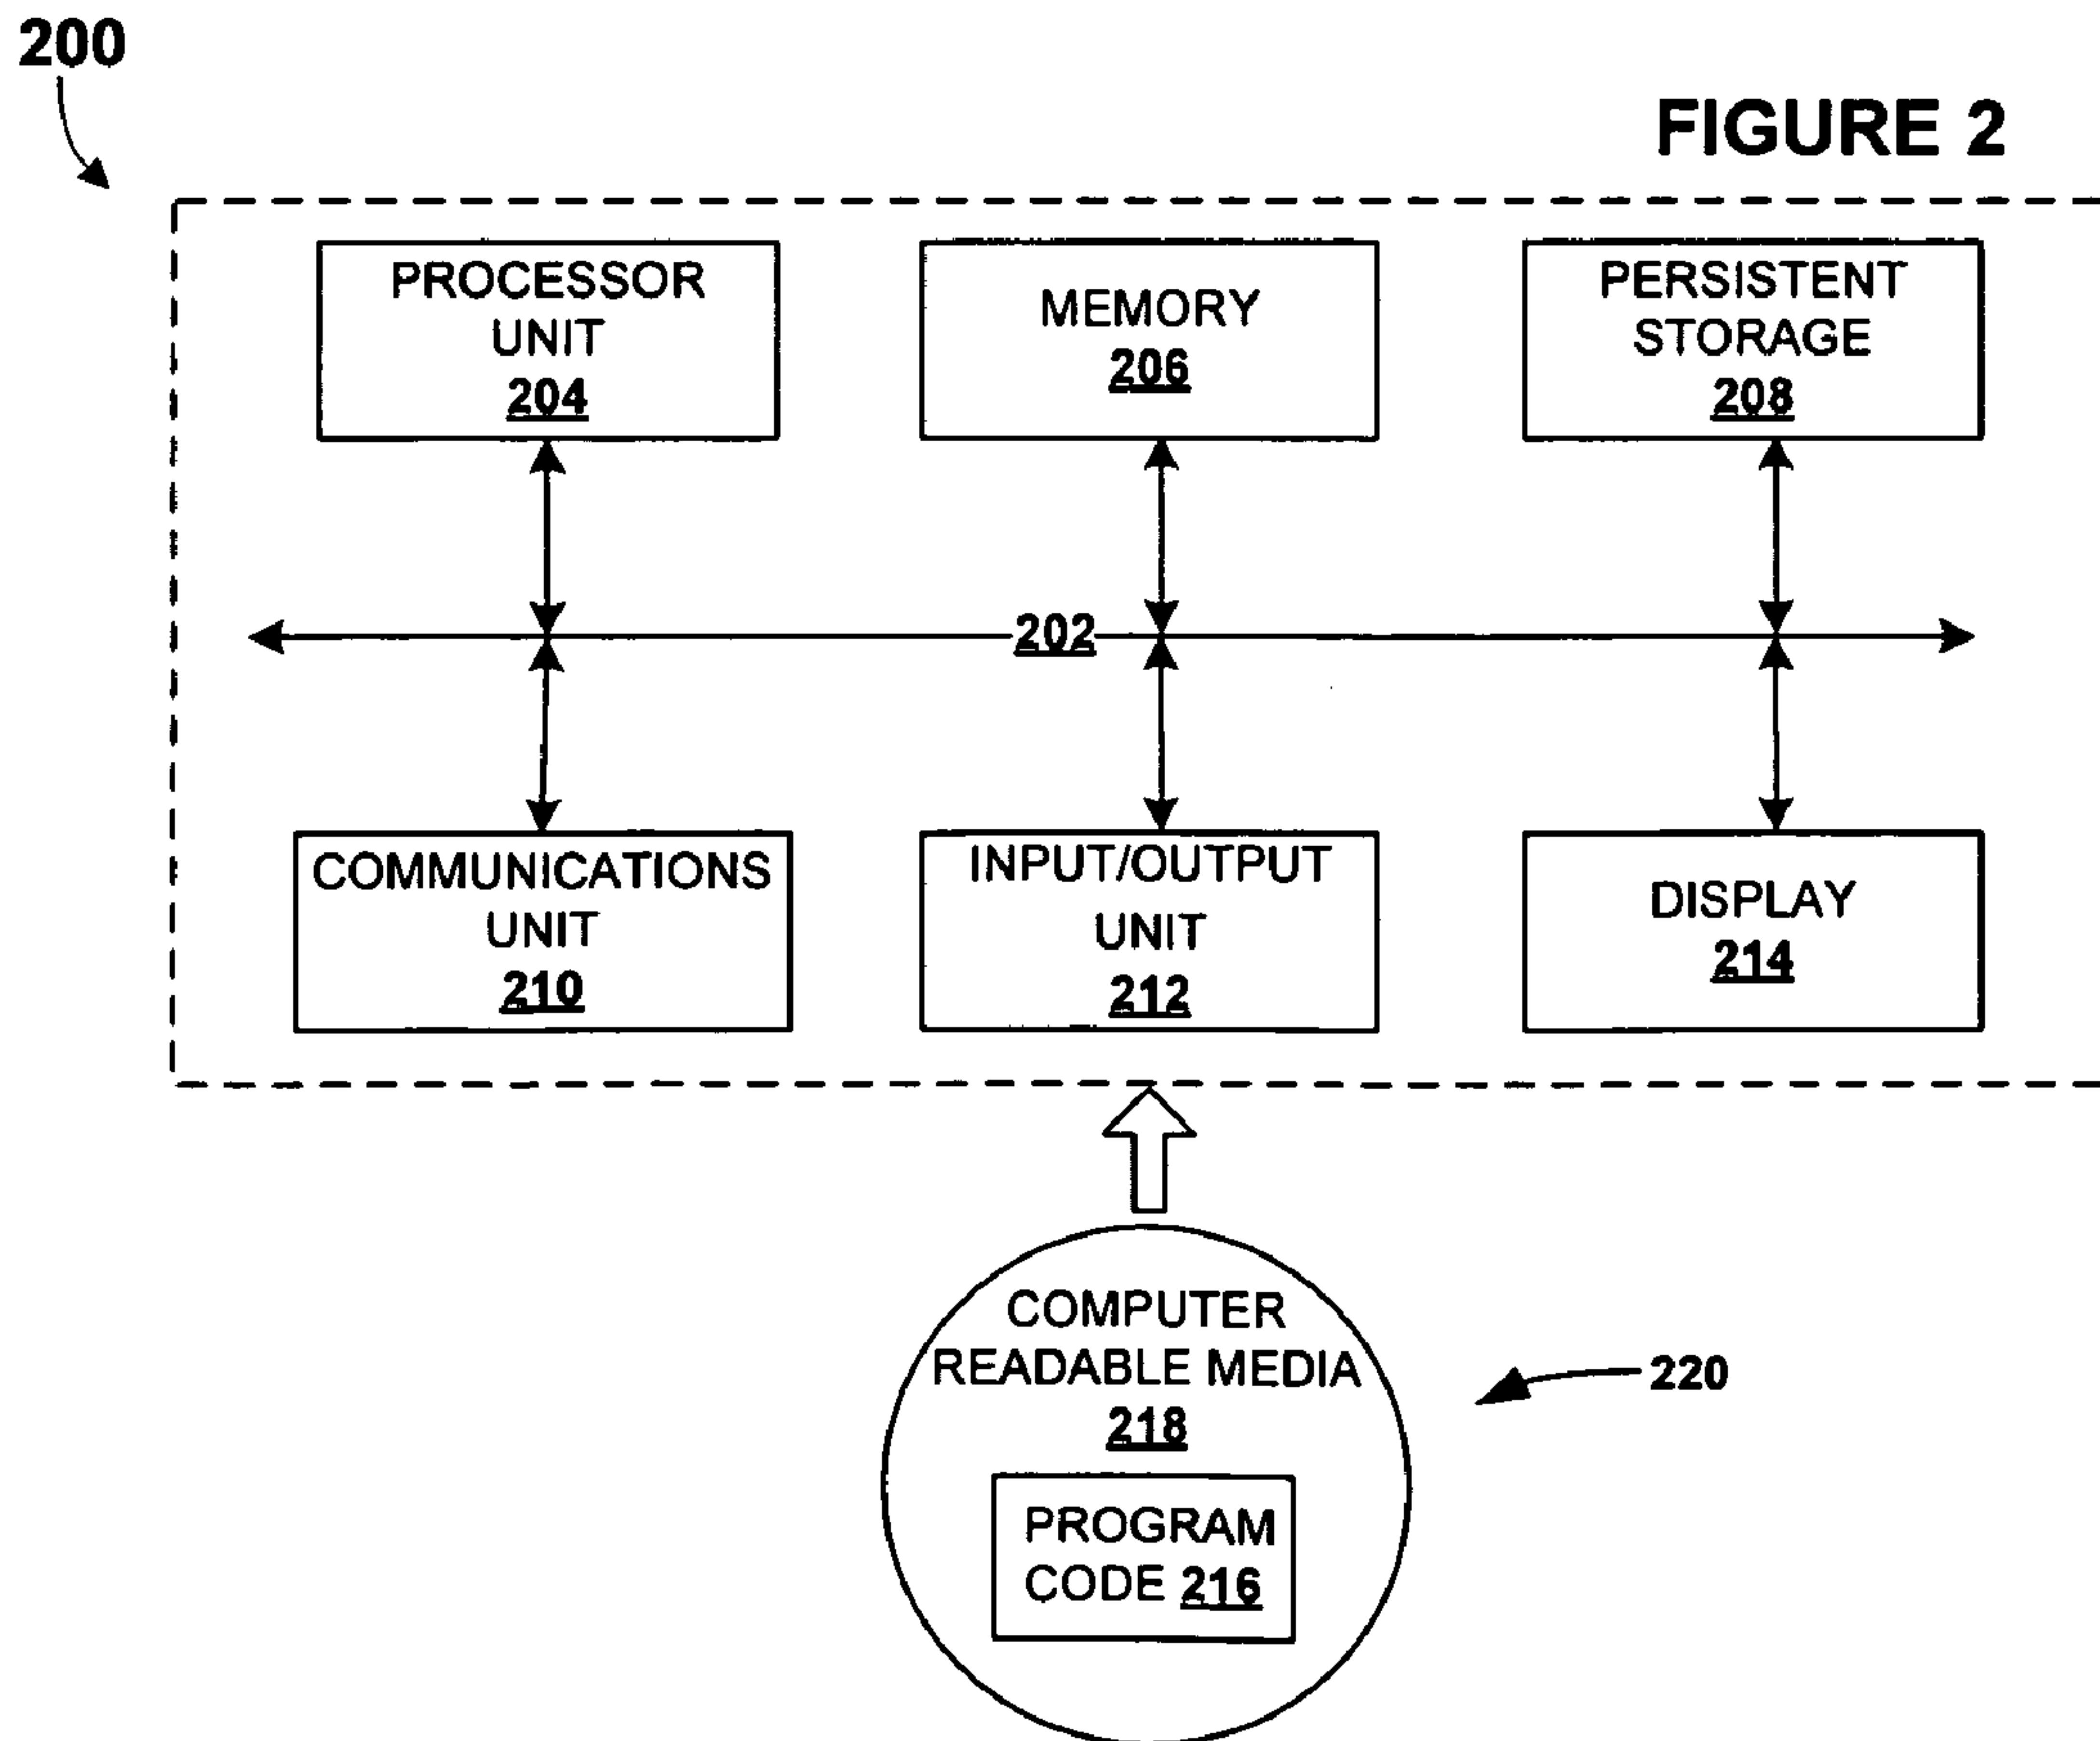 200
FIGURE 2
PROCESSOR
UNIT
204
MEMORY
206
PERSISTENT
STORAGE
208
202
COMMUNICATIONS
UNIT
210
INPUT/OUTPUT
UNIT
212
DISPLAY
214
COMPUTER
READABLE MEDIA
218
220
PROGRAM
CODE 216